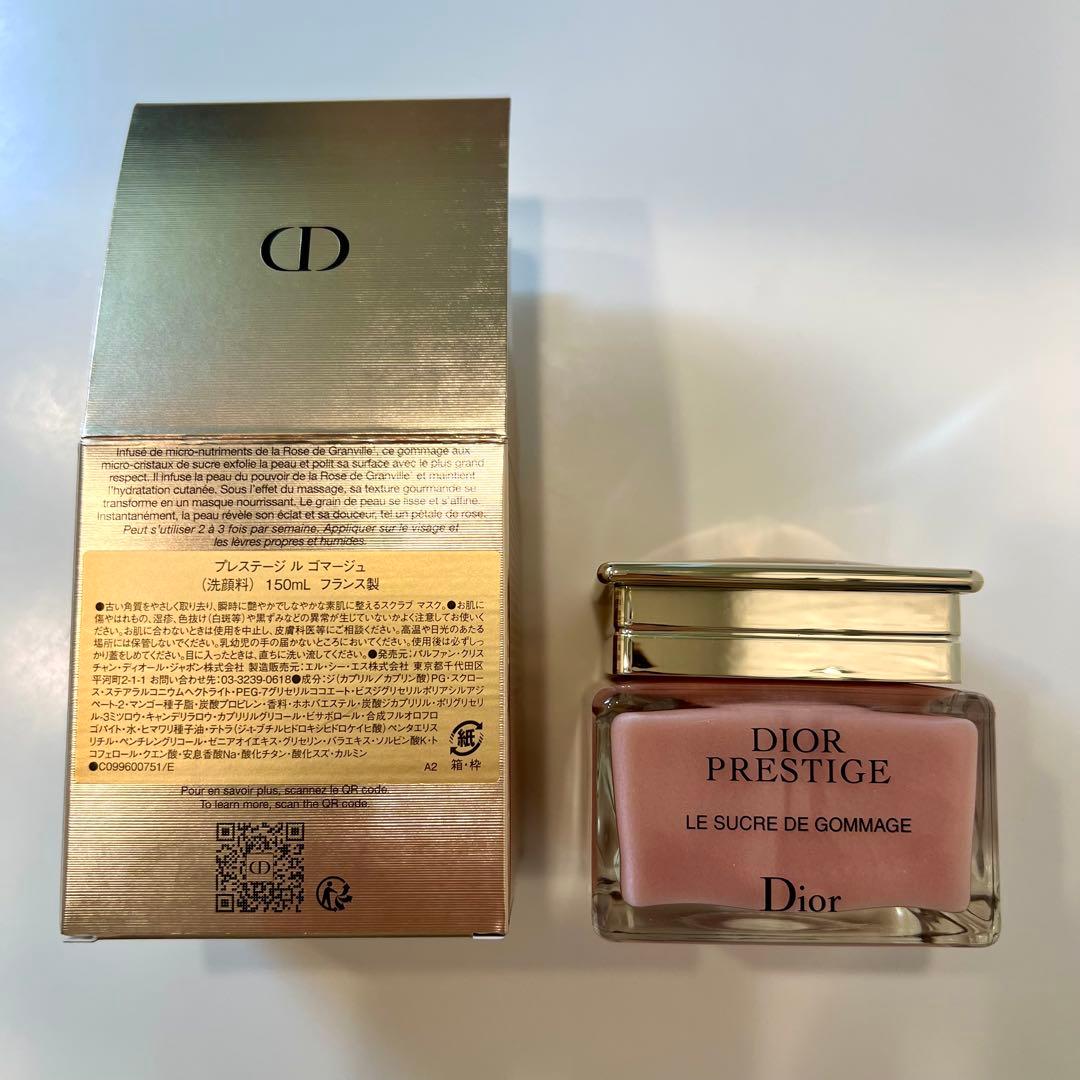 CD
Infusé de micro-nutriments de la Rose de Granville¹, ce gommage aux
micro-cristaux de sucre exfolie la peau et polit sa surface avec le plus grand
respect. Il infuse la peau du pouvoir de la Rose de Granville¹ et maintient
l'hydratation cutanée. Sous l'effet du massage, sa texture gourmande se
transforme en un masque nourrissant. Le grain de peau se lisse et s'affine.
Instantanément, la peau révèle son éclat et sa douceur, tel un pétale de rose.
Peut s'utiliser 2 à 3 fois par semaine. Appliquer sur le visage et
les lèvres propres et humides.
プレステージ ル ゴマージュ
(洗顔料) 150mL フランス製
●古い角質をやさしく取り去り、瞬時に艶やかでしなやかな素肌に整えるスクラブ マスク。●お肌に
傷やはれもの、湿疹、色抜け(白斑等)や黒ずみなどの異常が生じていないかよく注意してお使いく
ださい。お肌に合わないときは使用を中止し、皮膚科医等にご相談ください。高温や日光のあたる
場所には保管しないでください。乳幼児の手の届かないところにおいてください。使用後は必ずしっ
かり蓋をしめてください。目に入ったときは、直ちに洗い流してください。●発売元:パルファン・クリス
チャン・ディオール・ジャポン株式会社 製造販売元:エル・シー・エス株式会社 東京都千代田区
平河町2-1-1 お問い合わせ先:03-3239-0618●成分:ジ(カプリル/カプリン酸)PG・スクロー
ス・ステアラルコニウムヘクトライト・PEG-7グリセリルココエート・ビスジグリセリルポリアシルアジ
ペート-2・マンゴー種子脂・炭酸プロピレン・香料・ホホバエステル・炭酸ジカプリリル・ポリグリセリ
ル-3ミツロウ・キャンデリラロウ・カプリリルグリコール・ビサボロール・合成フルオロフロ
ゴパイト・水・ヒマワリ種子油・テトラ(ジ-t-ブチルヒドロキシヒドロケイヒ酸)ペンタエリス
リチル・ペンチレングリコール・ゼニアオイエキス・グリセリン・バラエキス・ソルビン酸K・ト
コフェロール・クエン酸・安息香酸Na・酸化チタン・酸化スズ・カルミン
●C099600751/E
A2
紙
箱・枠
Pour en savoir plus, scannez le QR code.
To learn more, scan the QR code.
CD
DIOR
PRESTIGE
LE SUCRE DE GOMMAGE
Dior